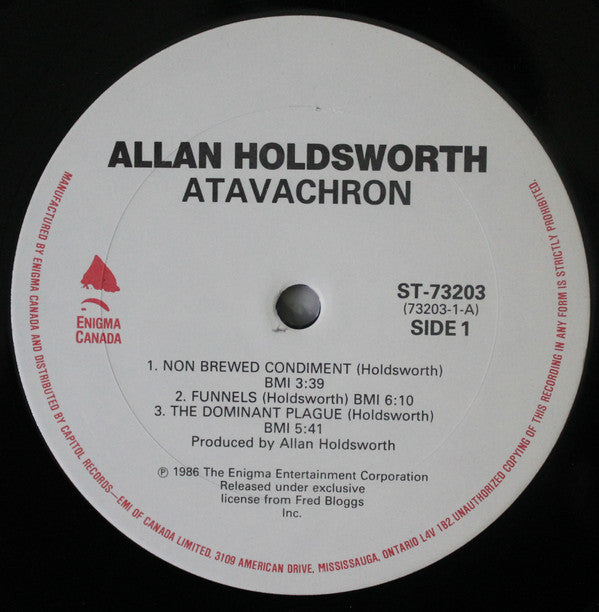 ALLAN HOLDSWORTH
ATAVACHRON
ENIGMA
CANADA
ST-73203
(73203-1-A)
SIDE 1
1. NON BREWED CONDIMENT (Holdsworth)
BMI 3:39
2. FUNNELS (Holdsworth) BMI 6:10
3. THE DOMINANT PLAGUE (Holdsworth)
BMI 5:41
Produced by Allan Holdsworth
℗ 1986 The Enigma Entertainment Corporation
Released under exclusive
license from Fred Bloggs
Inc.
MANUFACTURED BY ENIGMA CANADA AND DISTRIBUTED BY CAPITOL RECORDS—EMI OF CANADA LIMITED, 3109 AMERICAN DRIVE, MISSISSAUGA, ONTARIO L4V 1B2. UNAUTHORIZED COPYING OF THIS RECORDING IN ANY FORM IS STRICTLY PROHIBITED.